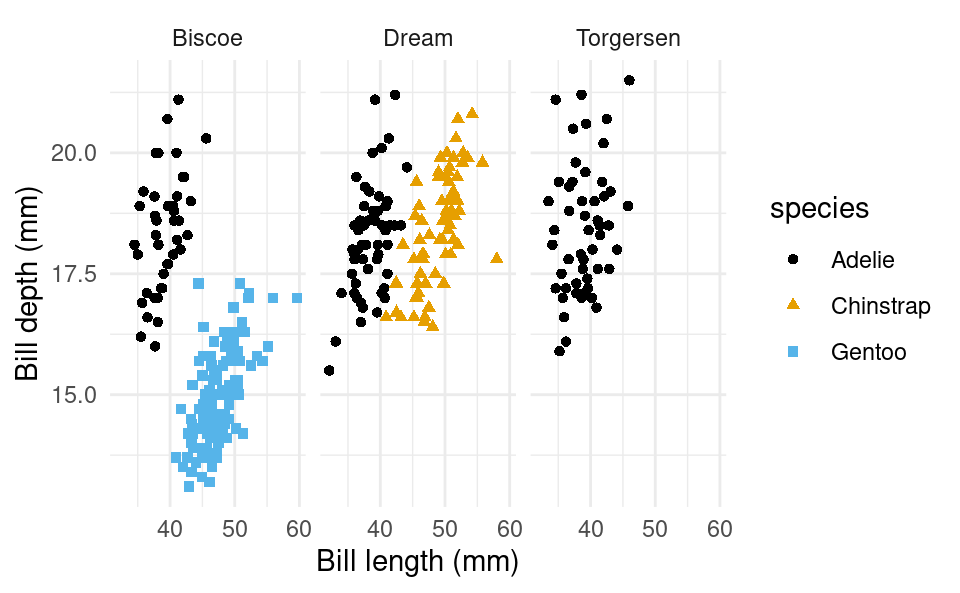 Biscoe
Dream
Torgersen
20.0
17.5
15.0
Bill depth (mm)
40 50 60
40 50 60
40 50 60
Bill length (mm)
species
Adelie
Chinstrap
Gentoo